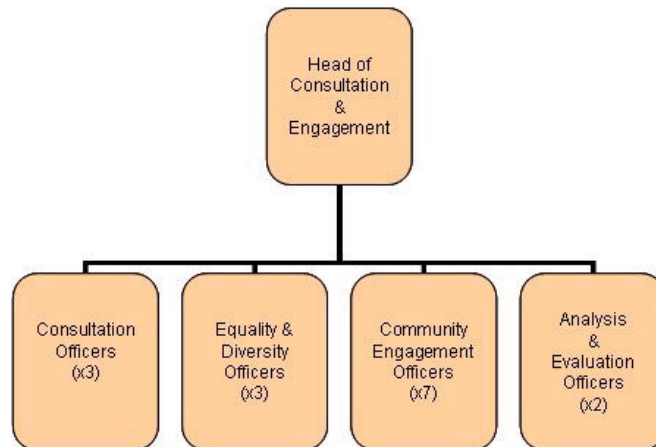 Head of
Consultation
&
Engagement
Consultation
Officers
(x3)
Equality &
Diversity
Officers
(x3)
Community
Engagement
Officers
(x7)
Analysis
&
Evaluation
Officers
(x2)